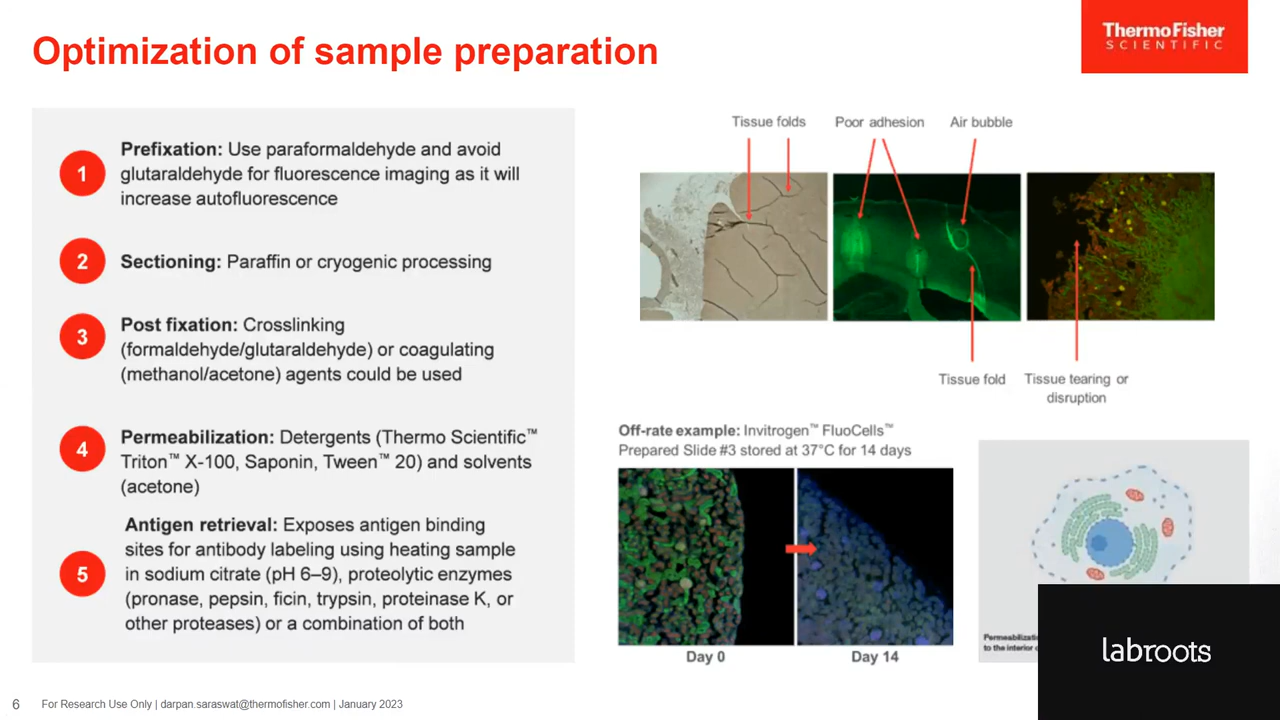 Optimization of sample preparation
ThermoFisher
SCIENTIFIC
1
Prefixation: Use paraformaldehyde and avoid
glutaraldehyde for fluorescence imaging as it will
increase autofluorescence
2
Sectioning: Paraffin or cryogenic processing
3
Post fixation: Crosslinking
(formaldehyde/glutaraldehyde) or coagulating
(methanol/acetone) agents could be used
4
Permeabilization: Detergents (Thermo Scientific™
Triton™ X-100, Saponin, Tween™ 20) and solvents
(acetone)
5
Antigen retrieval: Exposes antigen binding
sites for antibody labeling using heating sample
in sodium citrate (pH 6–9), proteolytic enzymes
(pronase, pepsin, ficin, trypsin, proteinase K, or
other proteases) or a combination of both
Tissue folds
Poor adhesion
Air bubble
Tissue fold
Tissue tearing or
disruption
Off-rate example: Invitrogen™ FluoCells™
Prepared Slide #3 stored at 37°C for 14 days
Day 0
Day 14
to the interior
labroots
6
For Research Use Only | darpan.saraswat@thermofisher.com | January 2023